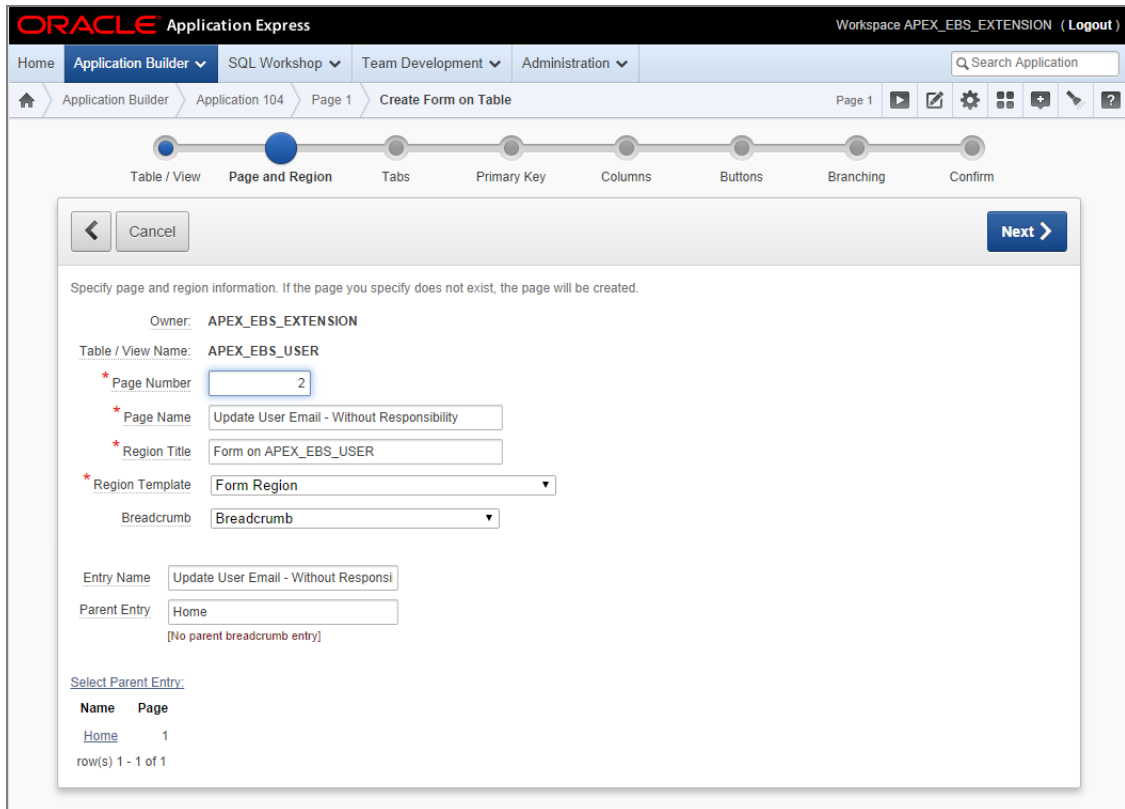 ORACLE Application Express Workspace APEX_EBS_EXTENSION ( Logout )
Home Application Builder SQL Workshop Team Development Administration Search Application
Application Builder Application 104 Page 1 Create Form on Table Page 1
Table / View Page and Region Tabs Primary Key Columns Buttons Branching Confirm
Cancel Next
Specify page and region information. If the page you specify does not exist, the page will be created.
Owner: APEX_EBS_EXTENSION
Table / View Name: APEX_EBS_USER
* Page Number 2
* Page Name Update User Email - Without Responsibility
* Region Title Form on APEX_EBS_USER
* Region Template Form Region
Breadcrumb Breadcrumb
Entry Name Update User Email - Without Responsi
Parent Entry Home
[No parent breadcrumb entry]
Select Parent Entry:
Name Page
Home 1
row(s) 1 - 1 of 1